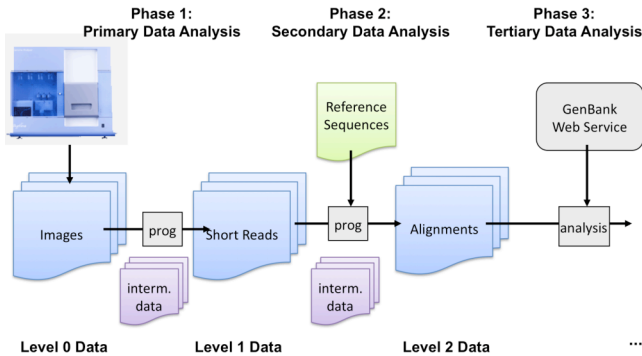 Phase 1:
Primary Data Analysis
Phase 2:
Secondary Data Analysis
Phase 3:
Tertiary Data Analysis
Reference
Sequences
GenBank
Web Service
Images
prog
Short Reads
prog
Alignments
analysis
interm.
data
interm.
data
Level 0 Data
Level 1 Data
Level 2 Data
...